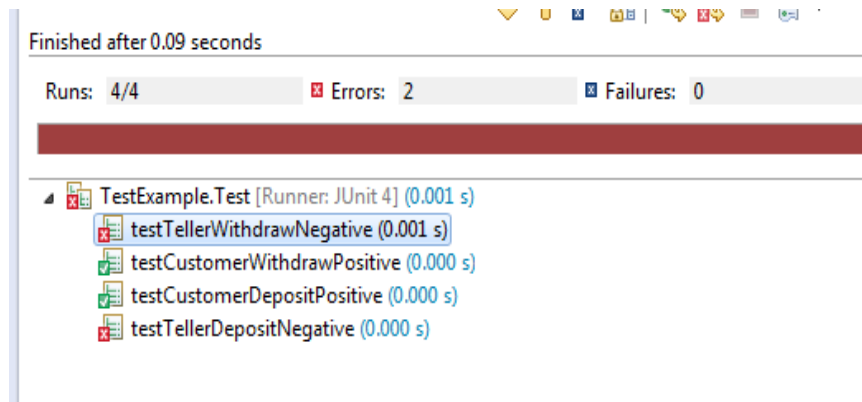 Finished after 0.09 seconds
Runs: 4/4 Errors: 2 Failures: 0
TestExample.Test [Runner: JUnit 4] (0.001 s)
testTellerWithdrawNegative (0.001 s)
testCustomerWithdrawPositive (0.000 s)
testCustomerDepositPositive (0.000 s)
testTellerDepositNegative (0.000 s)